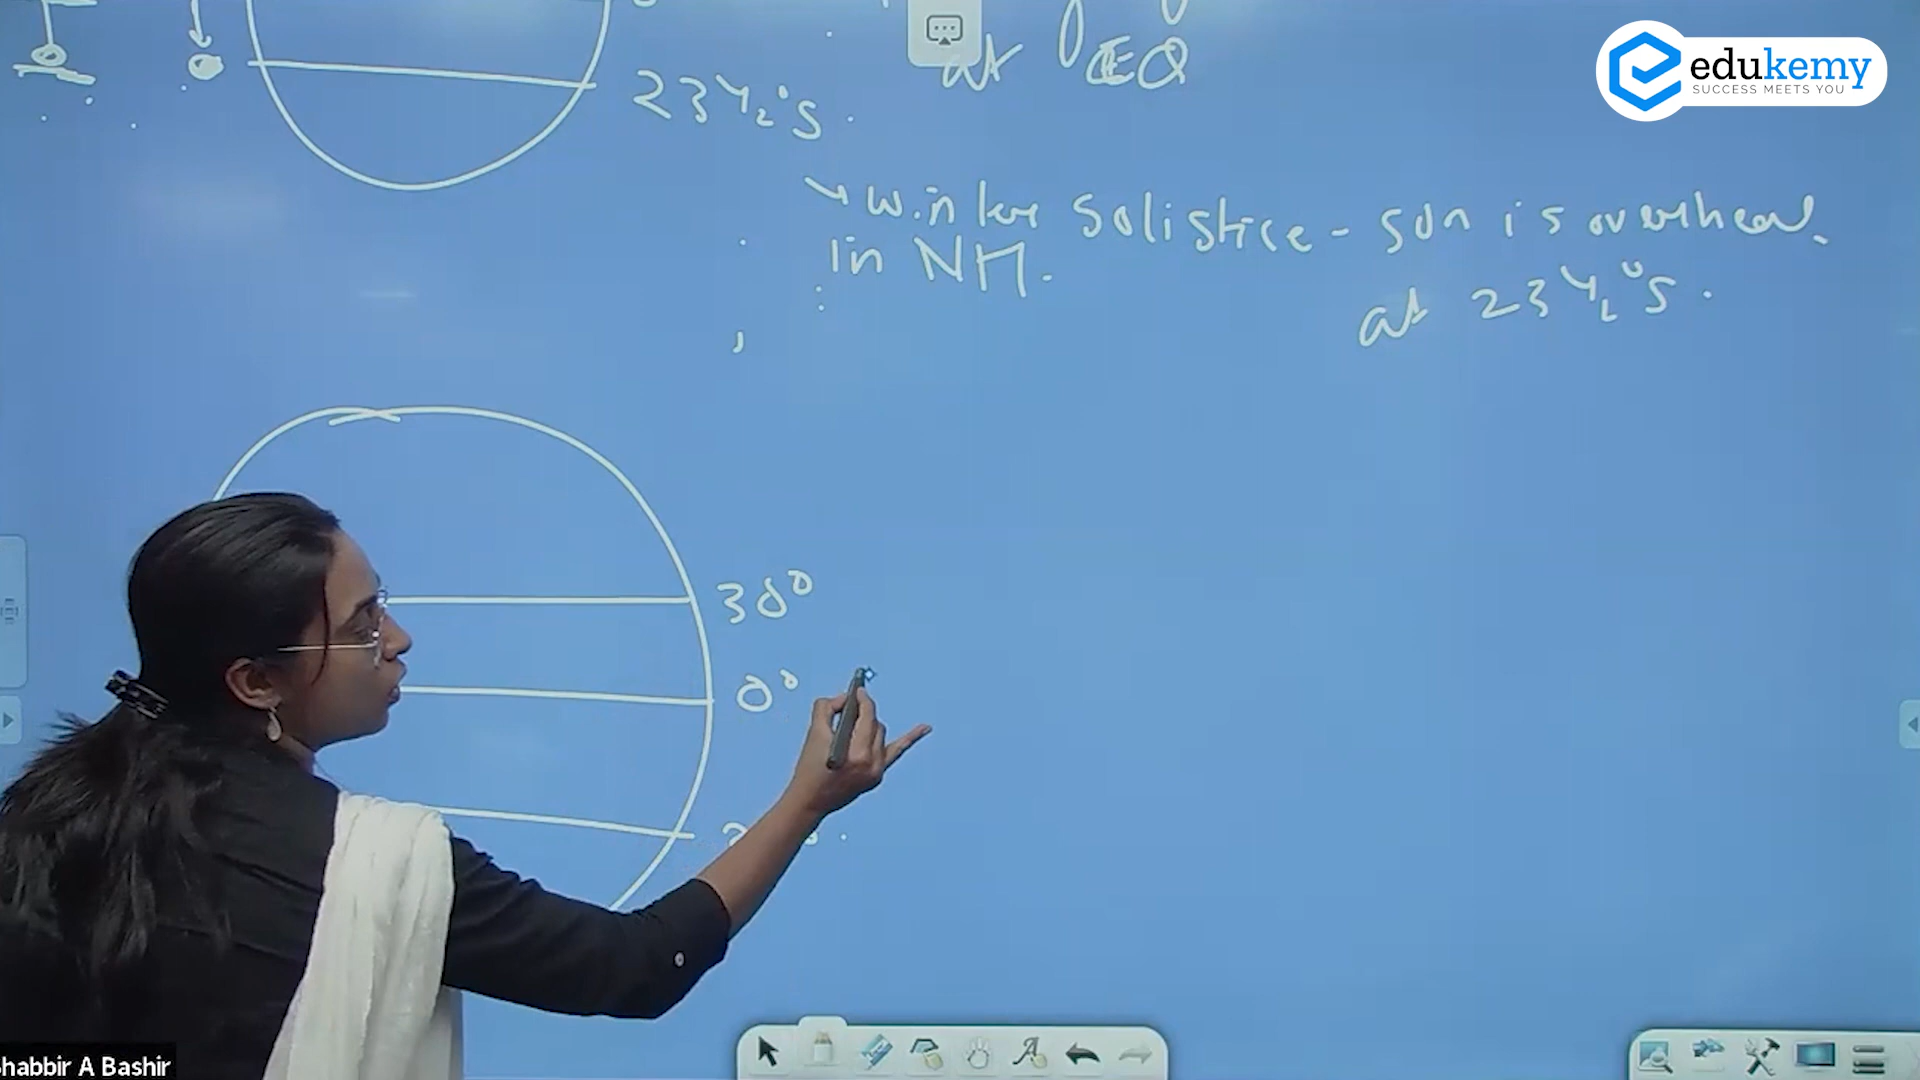 edukemy
SUCCESS MEETS YOU
at EQ
23½°S.
→ Winter Solistice - sun is overhead
in NH.
at 23½°S.
30°
0°
habbir A Bashir